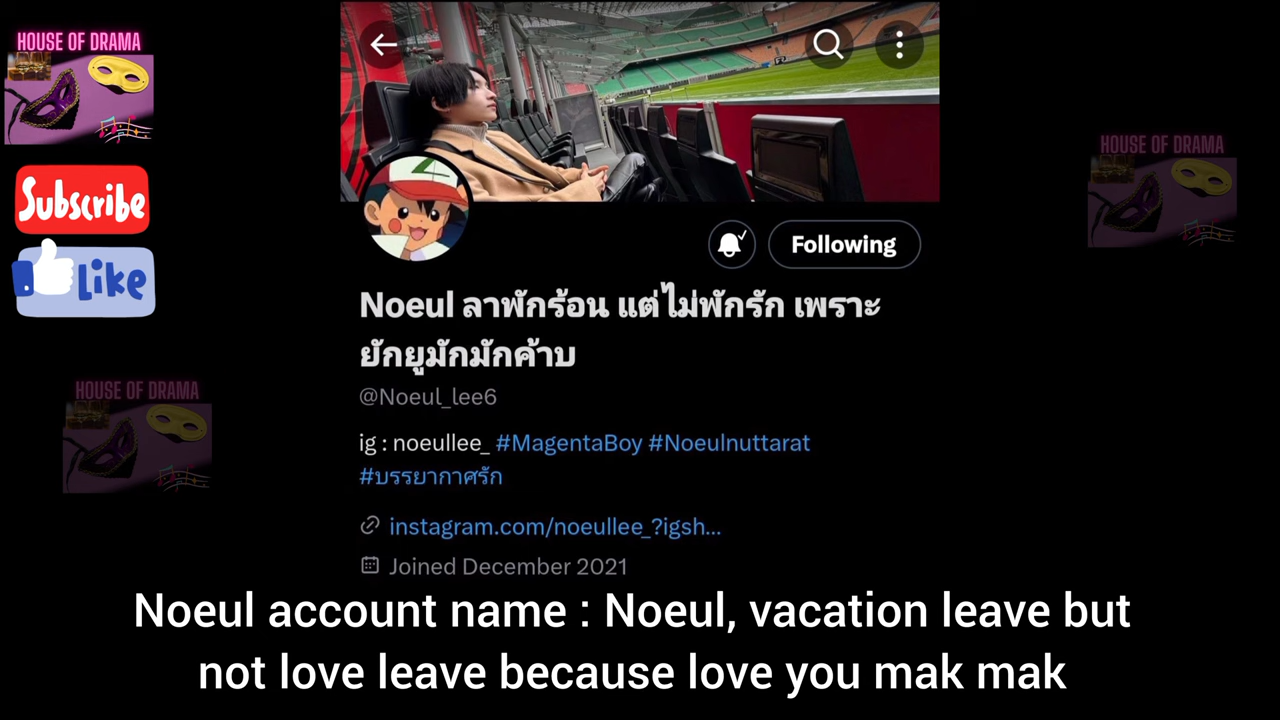 HOUSE OF DRAMA
Subscribe
Like
HOUSE OF DRAMA
HOUSE OF DRAMA
Following
Noeul ลาพักร้อน แต่ไม่พักรัก เพราะ
ยักยูมักมักค้าบ
@Noeul_lee6
ig : noeullee_ #MagentaBoy #Noeulnuttarat
#บรรยากาศรัก
instagram.com/noeullee_?igsh...
Joined December 2021
Noeul account name : Noeul, vacation leave but
not love leave because love you mak mak